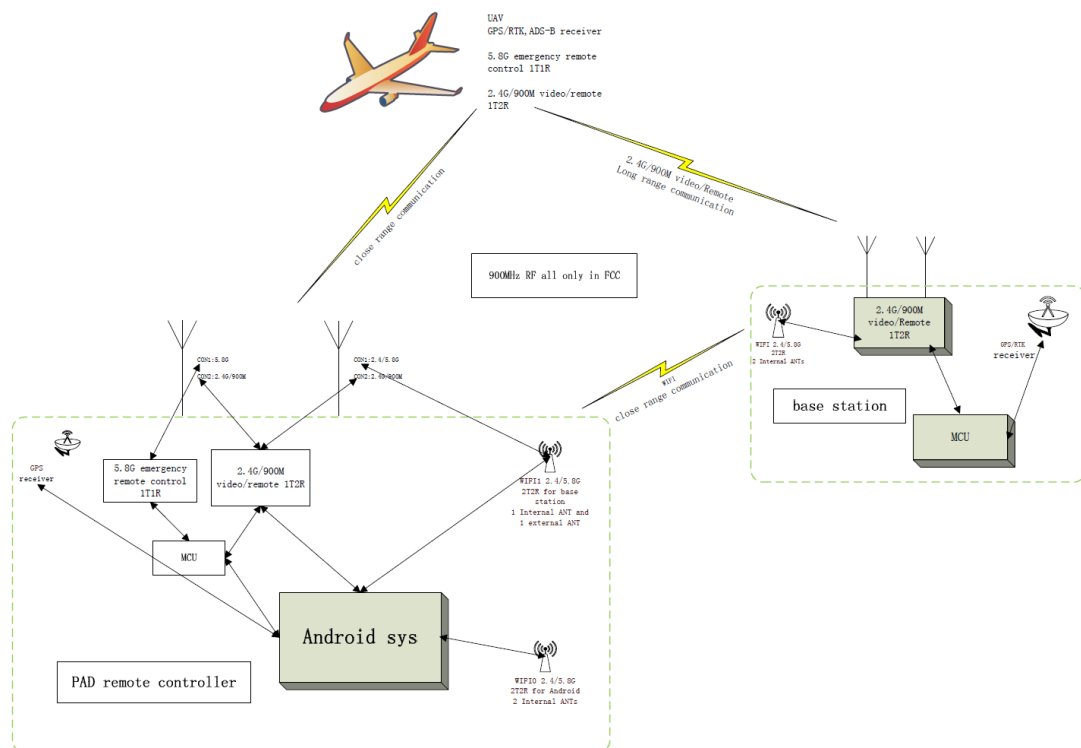 UAV
GPS/RTK,ADS-B receiver
5.8G emergency remote
control 1T1R
2.4G/900M video/remote
1T2R
close range communication
2.4G/900M video/Remote
Long range communication
900MHz RF all only in FCC
2.4G/900M
video/Remote
1T2R
WIFI 2.4/5.8G
2T2R
2 Internal ANTs
GPS/RTK
receiver
base station
MCU
WIFI
close range communication
CON1:5.8G
CON2:2.4G/900M
CON1:2.4/5.8G
CON2:2.4G/900M
GPS
receiver
5.8G emergency
remote control
1T1R
2.4G/900M
video/remote 1T2R
WIFI1 2.4/5.8G
2T2R for base
station
1 Internal ANT and
1 external ANT
MCU
Android sys
PAD remote controller
WIFI0 2.4/5.8G
2T2R for Android
2 Internal ANTs